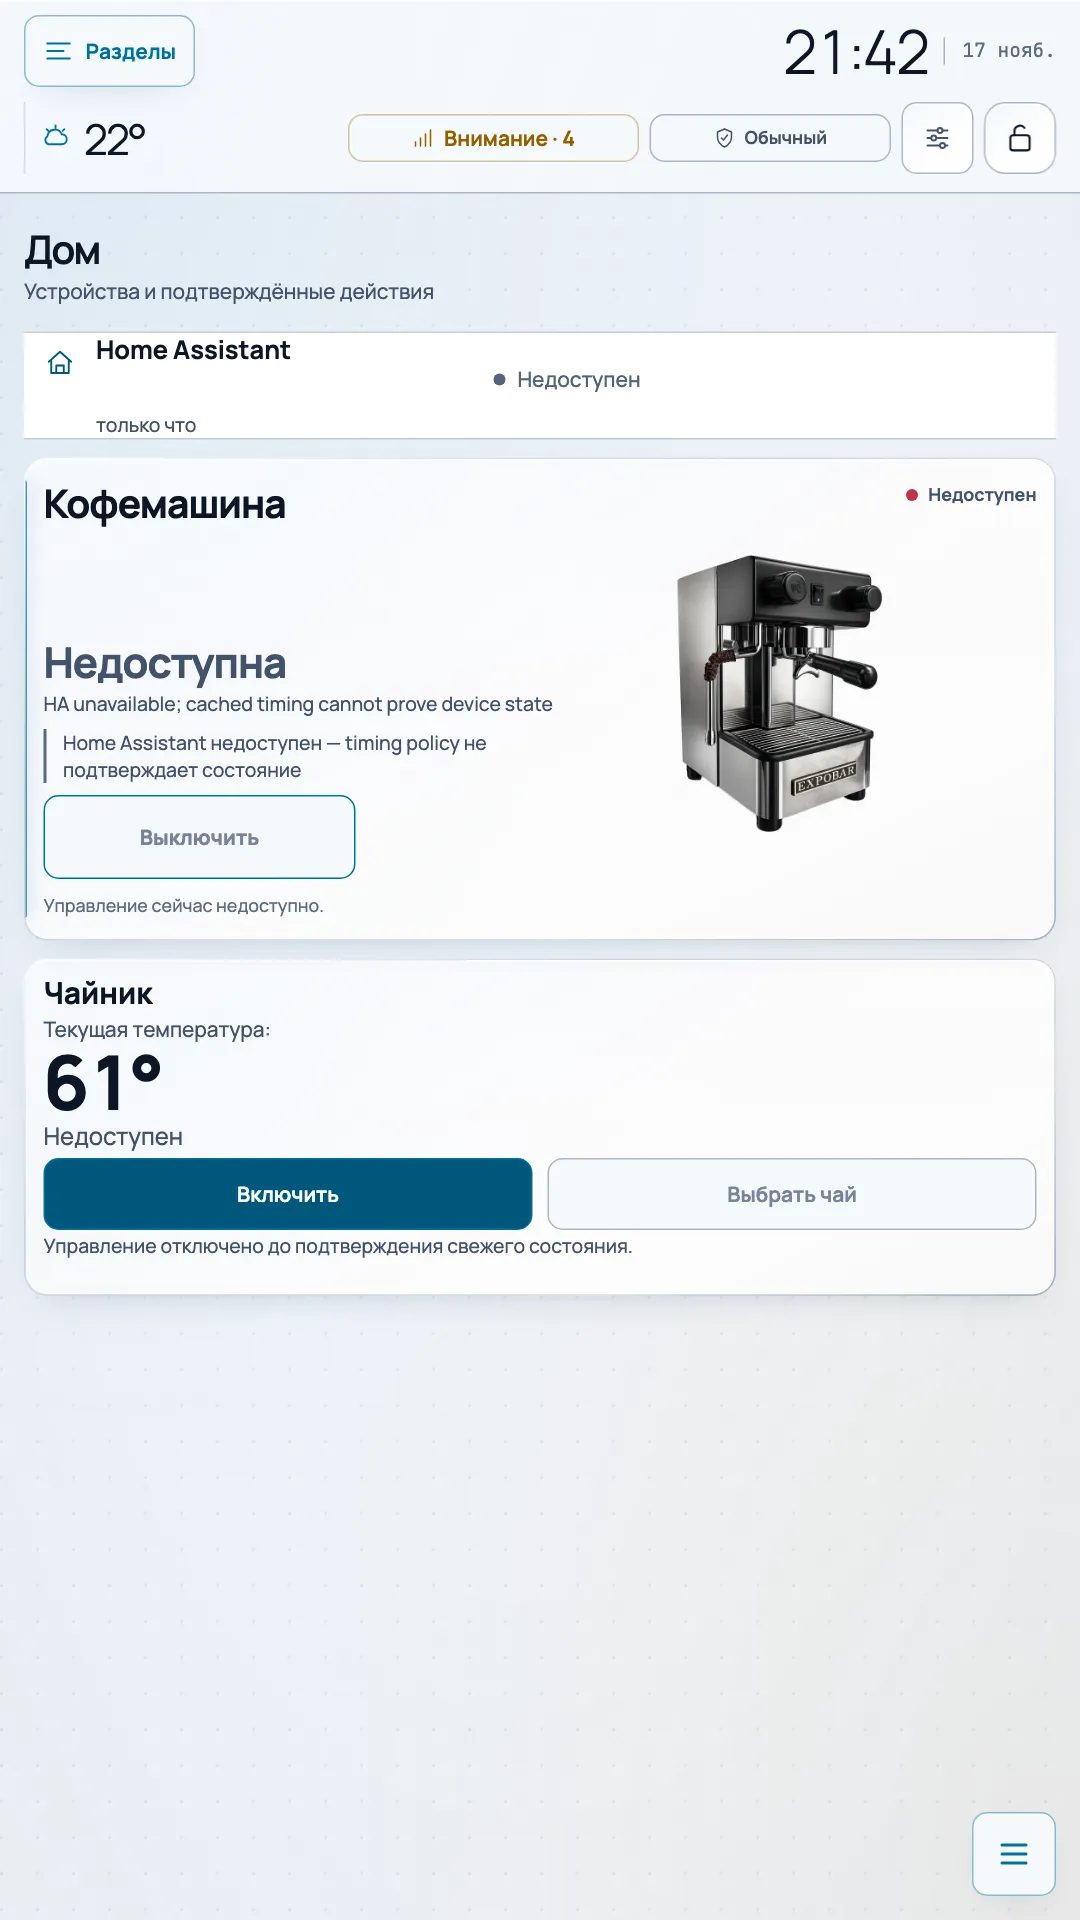 Разделы
21:42
17 нояб.
22°
Внимание · 4
Обычный
Дом
Устройства и подтверждённые действия
Home Assistant
Недоступен
только что
Кофемашина
Недоступен
Недоступна
HA unavailable; cached timing cannot prove device state
Home Assistant недоступен — timing policy не
подтверждает состояние
EXPOBAR
Выключить
Управление сейчас недоступно.
Чайник
Текущая температура:
61°
Недоступен
Включить
Выбрать чай
Управление отключено до подтверждения свежего состояния.